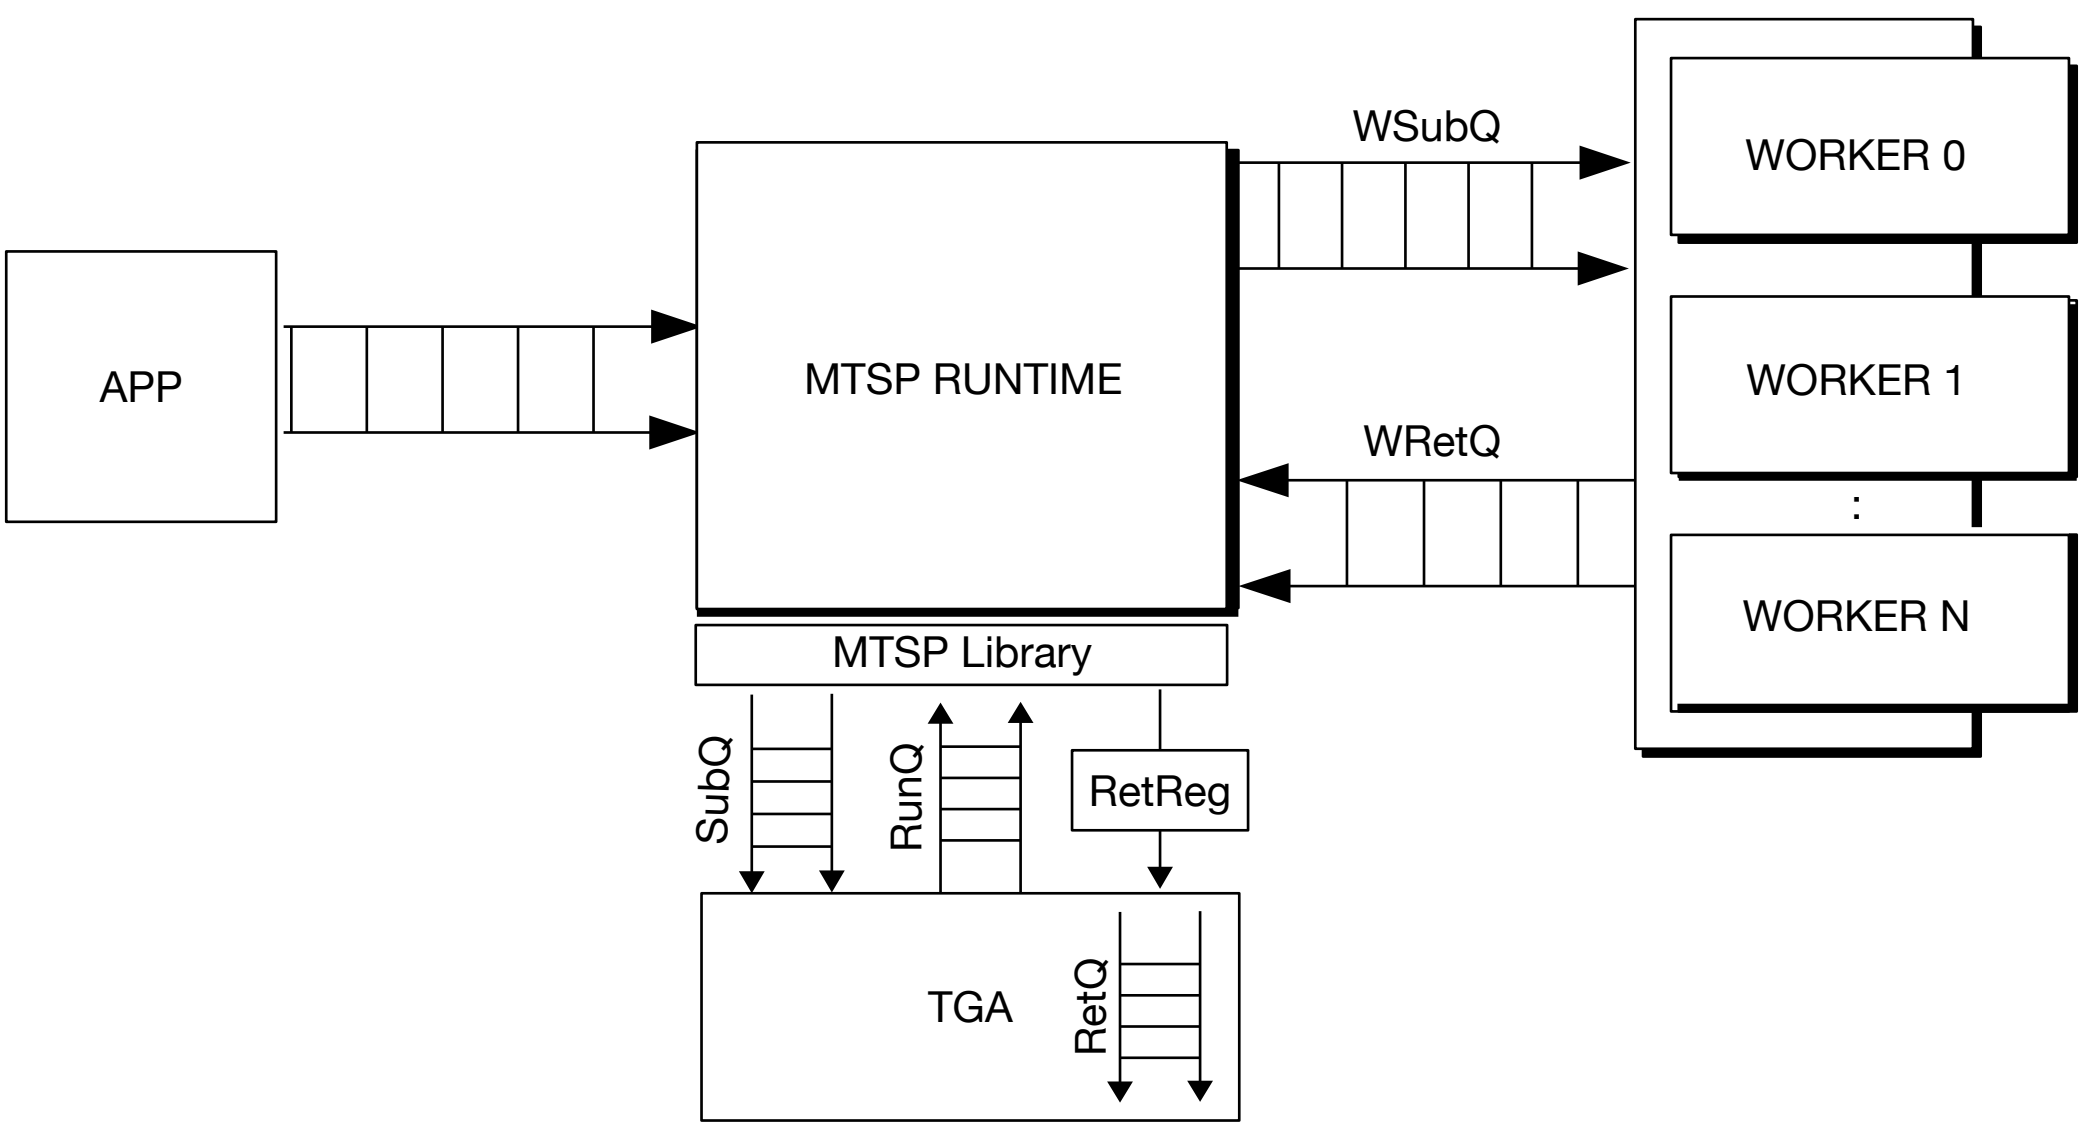 WSubQ
WORKER 0
APP
MTSP RUNTIME
WORKER 1
WRetQ
:
WORKER N
MTSP Library
SubQ
RunQ
RetReg
TGA
RetQ